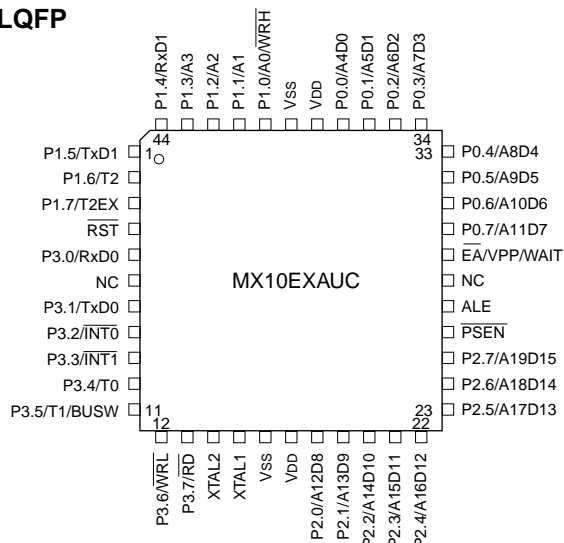 LQFP
P1.4/RxD1
P1.3/A3
P1.2/A2
P1.1/A1
P1.0/A0/WRH
VSS
VDD
P0.0/A4D0
P0.1/A5D1
P0.2/A6D2
P0.3/A7D3
44
34
1
33
P1.5/TxD1
P1.6/T2
P1.7/T2EX
RST
P3.0/RxD0
NC
P3.1/TxD0
P3.2/INT0
P3.3/INT1
P3.4/T0
P3.5/T1/BUSW
MX10EXAUC
P0.4/A8D4
P0.5/A9D5
P0.6/A10D6
P0.7/A11D7
EA/VPP/WAIT
NC
ALE
PSEN
P2.7/A19D15
P2.6/A18D14
P2.5/A17D13
11
23
12
22
P3.6/WRL
P3.7/RD
XTAL2
XTAL1
VSS
VDD
P2.0/A12D8
P2.1/A13D9
P2.2/A14D10
P2.3/A15D11
P2.4/A16D12